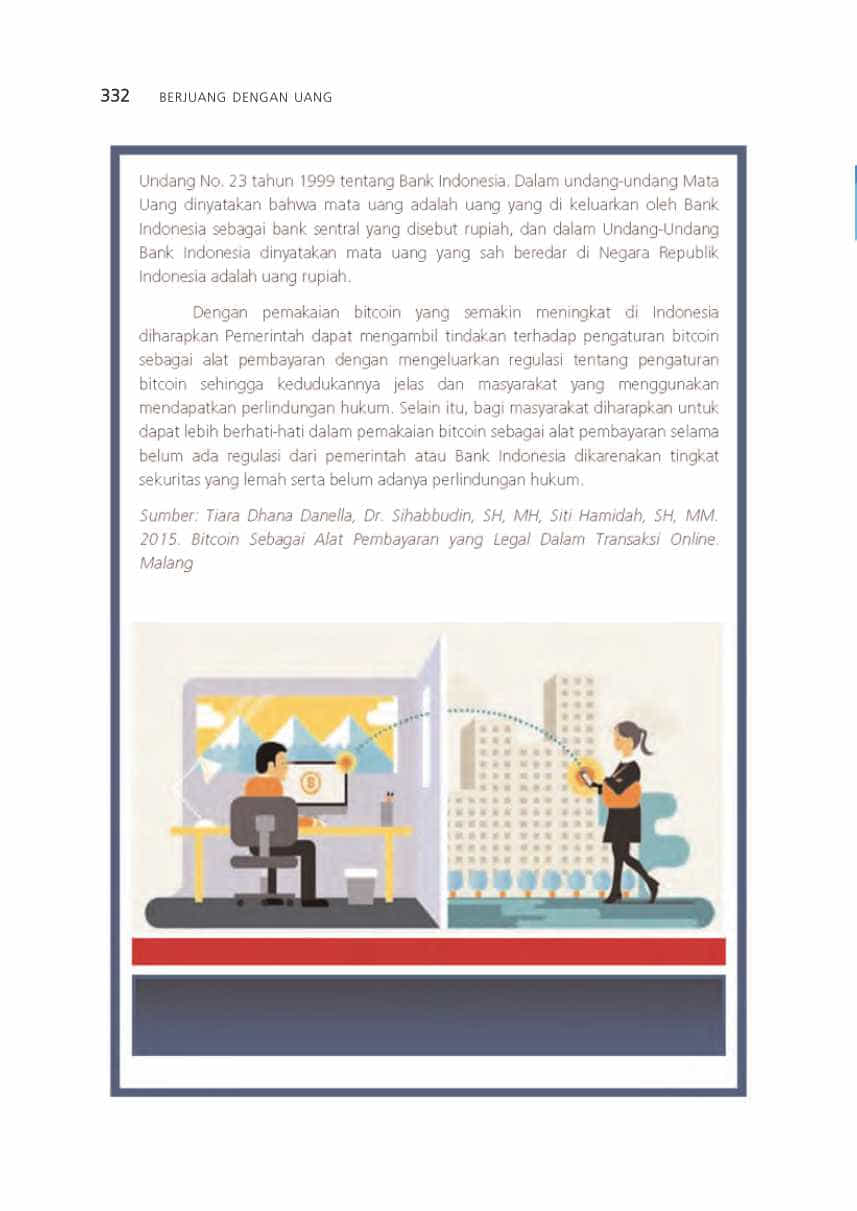 332 BERJUANG DENGAN UANG
Undang No. 23 tahun 1999 tentang Bank Indonesia. Dalam undang-undang Mata
Uang dinyatakan bahwa mata uang adalah uang yang di keluarkan oleh Bank
Indonesia sebagai bank sentral yang disebut rupiah, dan dalam Undang-Undang
Bank Indonesia dinyatakan mata uang yang sah beredar di Negara Republik
Indonesia adalah uang rupiah.
Dengan pemakaian bitcoin yang semakin meningkat di Indonesia
diharapkan Pemerintah dapat mengambil tindakan terhadap pengaturan bitcoin
sebagai alat pembayaran dengan mengeluarkan regulasi tentang pengaturan
bitcoin sehingga kedudukannya jelas dan masyarakat yang menggunakan
mendapatkan perlindungan hukum. Selain itu, bagi masyarakat diharapkan untuk
dapat lebih berhati-hati dalam pemakaian bitcoin sebagai alat pembayaran selama
belum ada regulasi dari pemerintah atau Bank Indonesia dikarenakan tingkat
sekuritas yang lemah serta belum adanya perlindungan hukum.
Sumber: Tiara Dhana Danella, Dr. Sihabbudin, SH, MH, Siti Hamidah, SH, MM.
2015. Bitcoin Sebagai Alat Pembayaran yang Legal Dalam Transaksi Online.
Malang